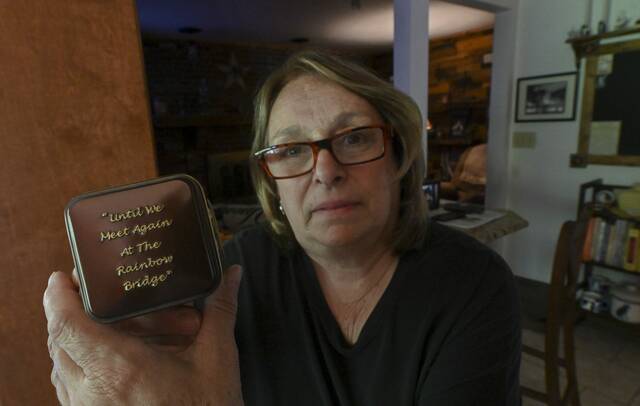 "Until We
Meet Again
At The
Rainbow
Bridge"